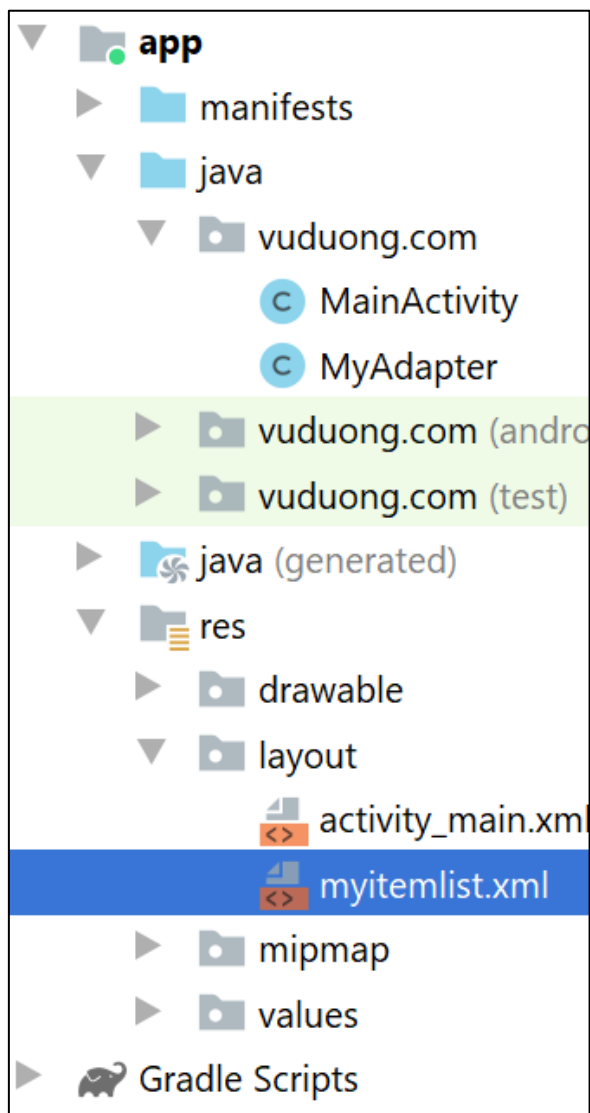 app
manifests
java
vuduong.com
C MainActivity
C MyAdapter
vuduong.com (andro
vuduong.com (test)
java (generated)
res
drawable
layout
<> activity_main.xml
<> myitemlist.xml
mipmap
values
Gradle Scripts